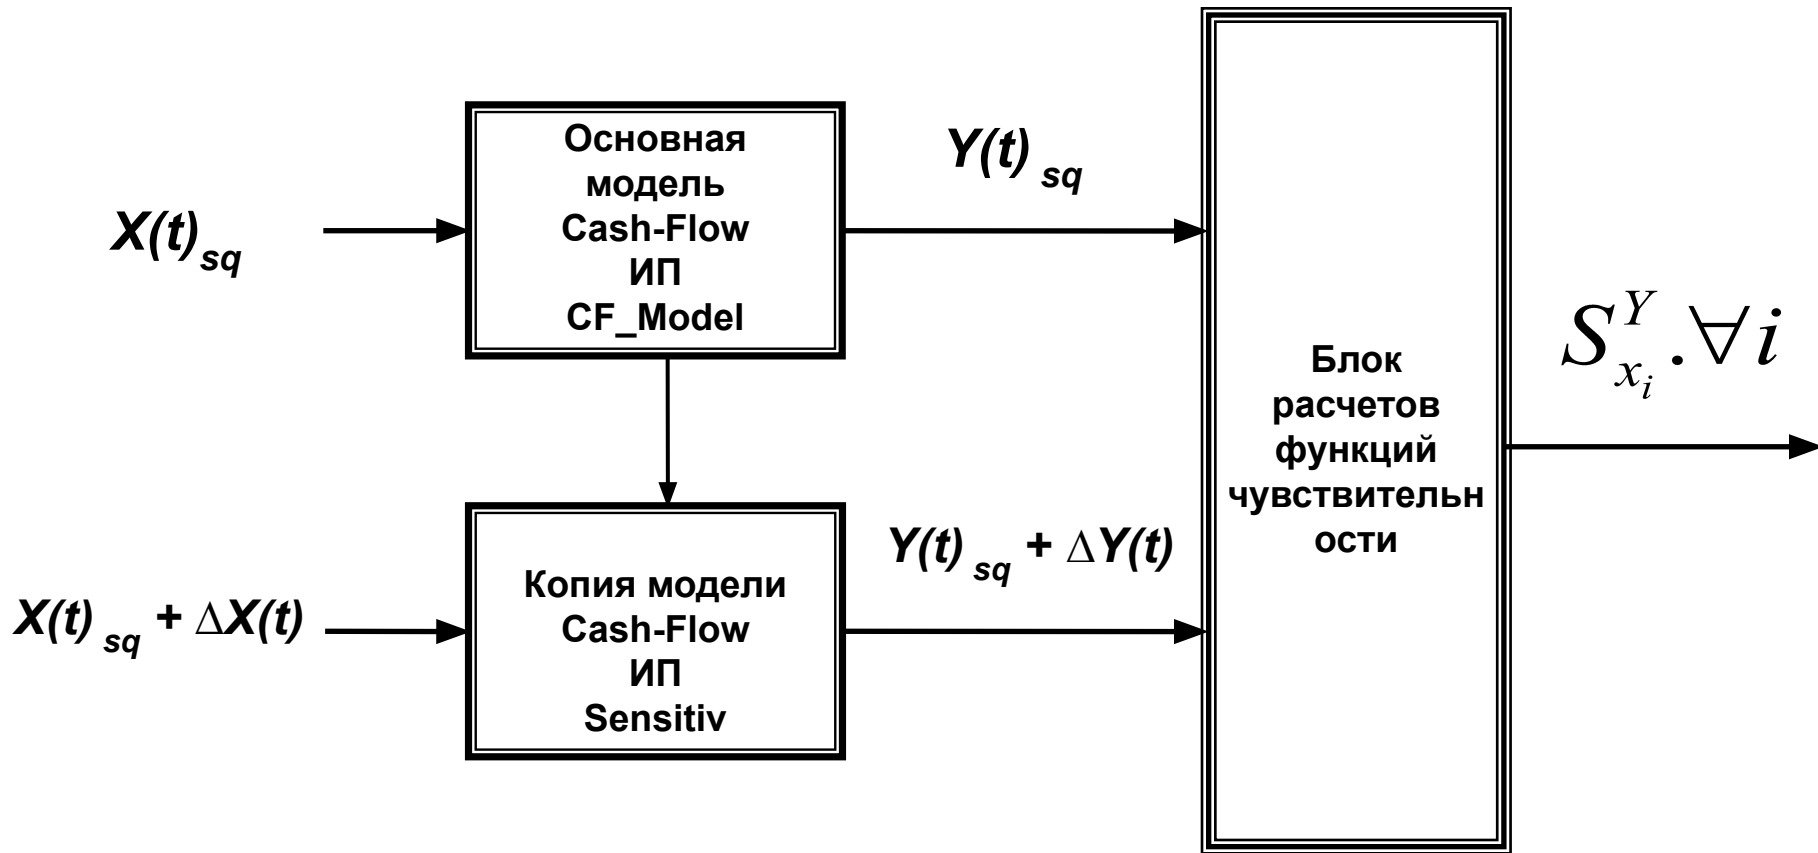 Основная
модель
Cash-Flow
ИП
CF_Model
X(t)sq
Y(t) sq
Копия модели
Cash-Flow
ИП
Sensitiv
X(t) sq + ΔX(t)
Y(t) sq + ΔY(t)
Блок
расчетов
функций
чувствительн
ости
S^Y_{x_i} .∀i